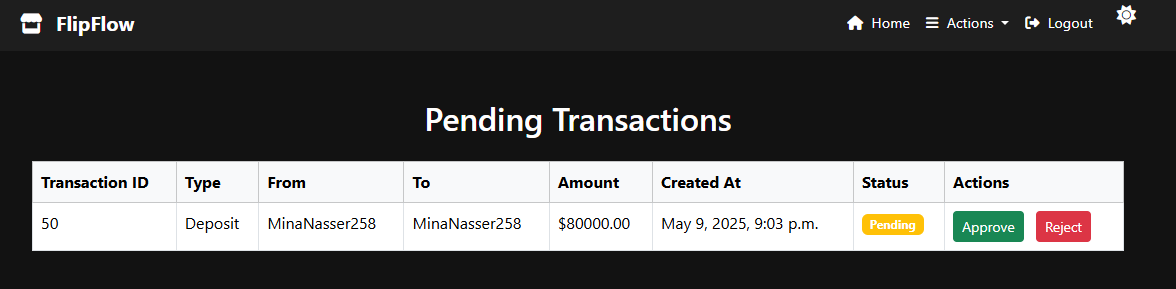 FlipFlow Home Actions Logout
Pending Transactions
Transaction ID Type From To Amount Created At Status Actions
50 Deposit MinaNasser258 MinaNasser258 $80000.00 May 9, 2025, 9:03 p.m. Pending Approve Reject